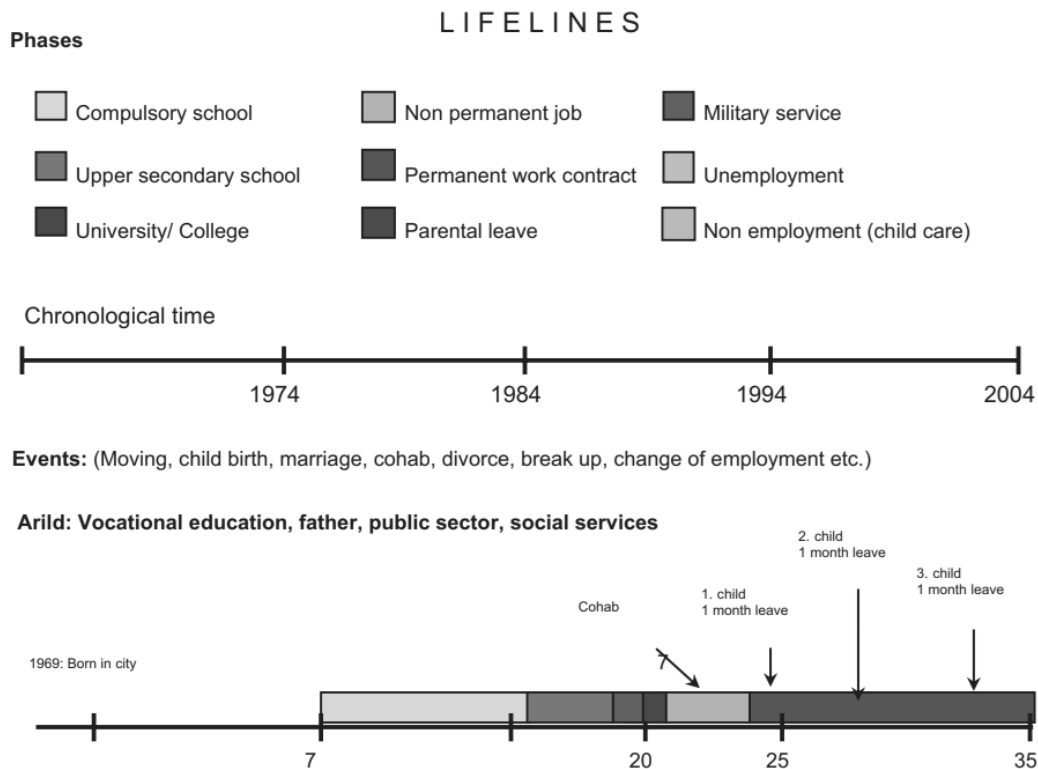 L I F E L I N E S
Phases
Compulsory school
Non permanent job
Military service
Upper secondary school
Permanent work contract
Unemployment
University/ College
Parental leave
Non employment (child care)
Chronological time
1974
1984
1994
2004
Events: (Moving, child birth, marriage, cohab, divorce, break up, change of employment etc.)
Arild: Vocational education, father, public sector, social services
2. child
1 month leave
3. child
1 month leave
1. child
1 month leave
Cohab
7
1969: Born in city
7
20
25
35